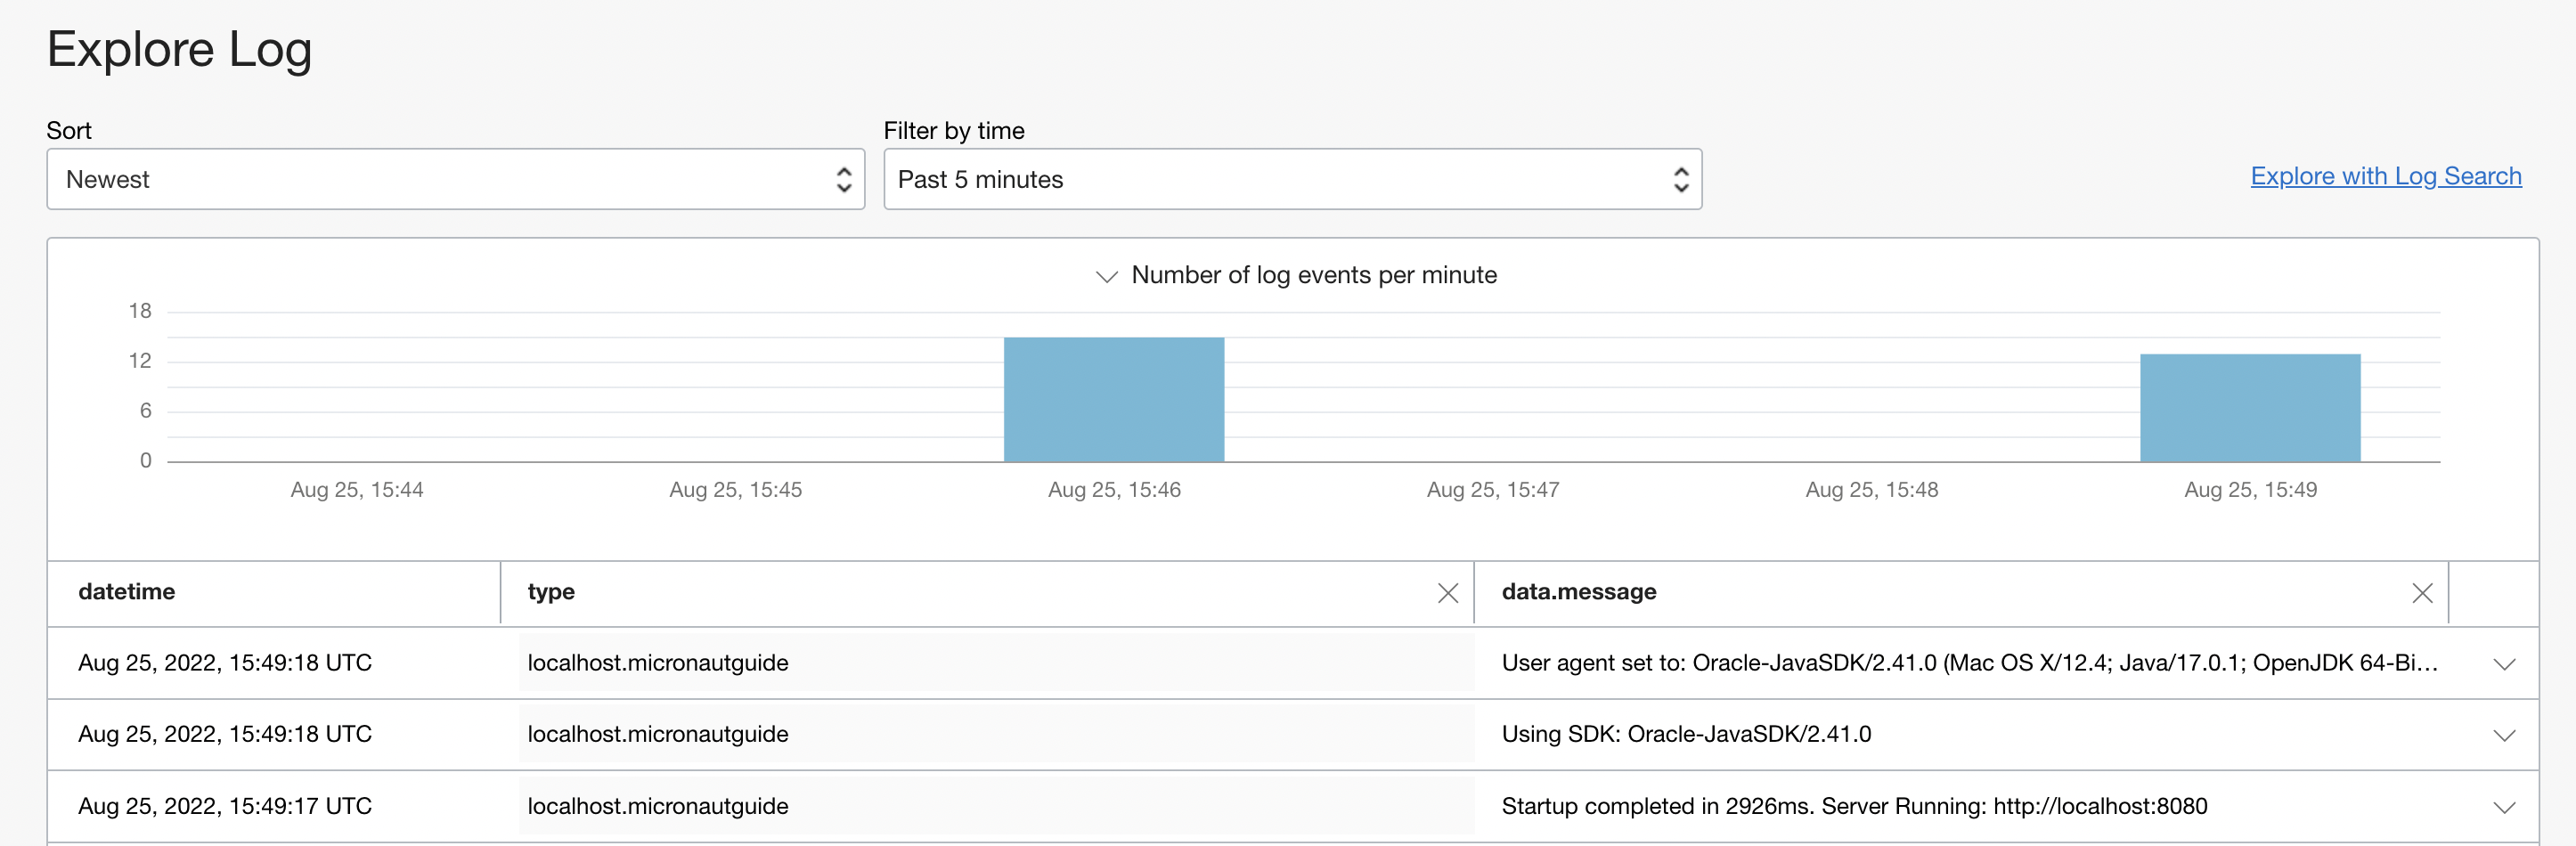 Explore Log
Sort
Filter by time
Newest
Past 5 minutes
Explore with Log Search
Number of log events per minute
18
12
6
0
Aug 25, 15:44
Aug 25, 15:45
Aug 25, 15:46
Aug 25, 15:47
Aug 25, 15:48
Aug 25, 15:49
datetime
type
data.message
Aug 25, 2022, 15:49:18 UTC
localhost.micronautguide
User agent set to: Oracle-JavaSDK/2.41.0 (Mac OS X/12.4; Java/17.0.1; OpenJDK 64-Bi...
Aug 25, 2022, 15:49:18 UTC
localhost.micronautguide
Using SDK: Oracle-JavaSDK/2.41.0
Aug 25, 2022, 15:49:17 UTC
localhost.micronautguide
Startup completed in 2926ms. Server Running: http://localhost:8080